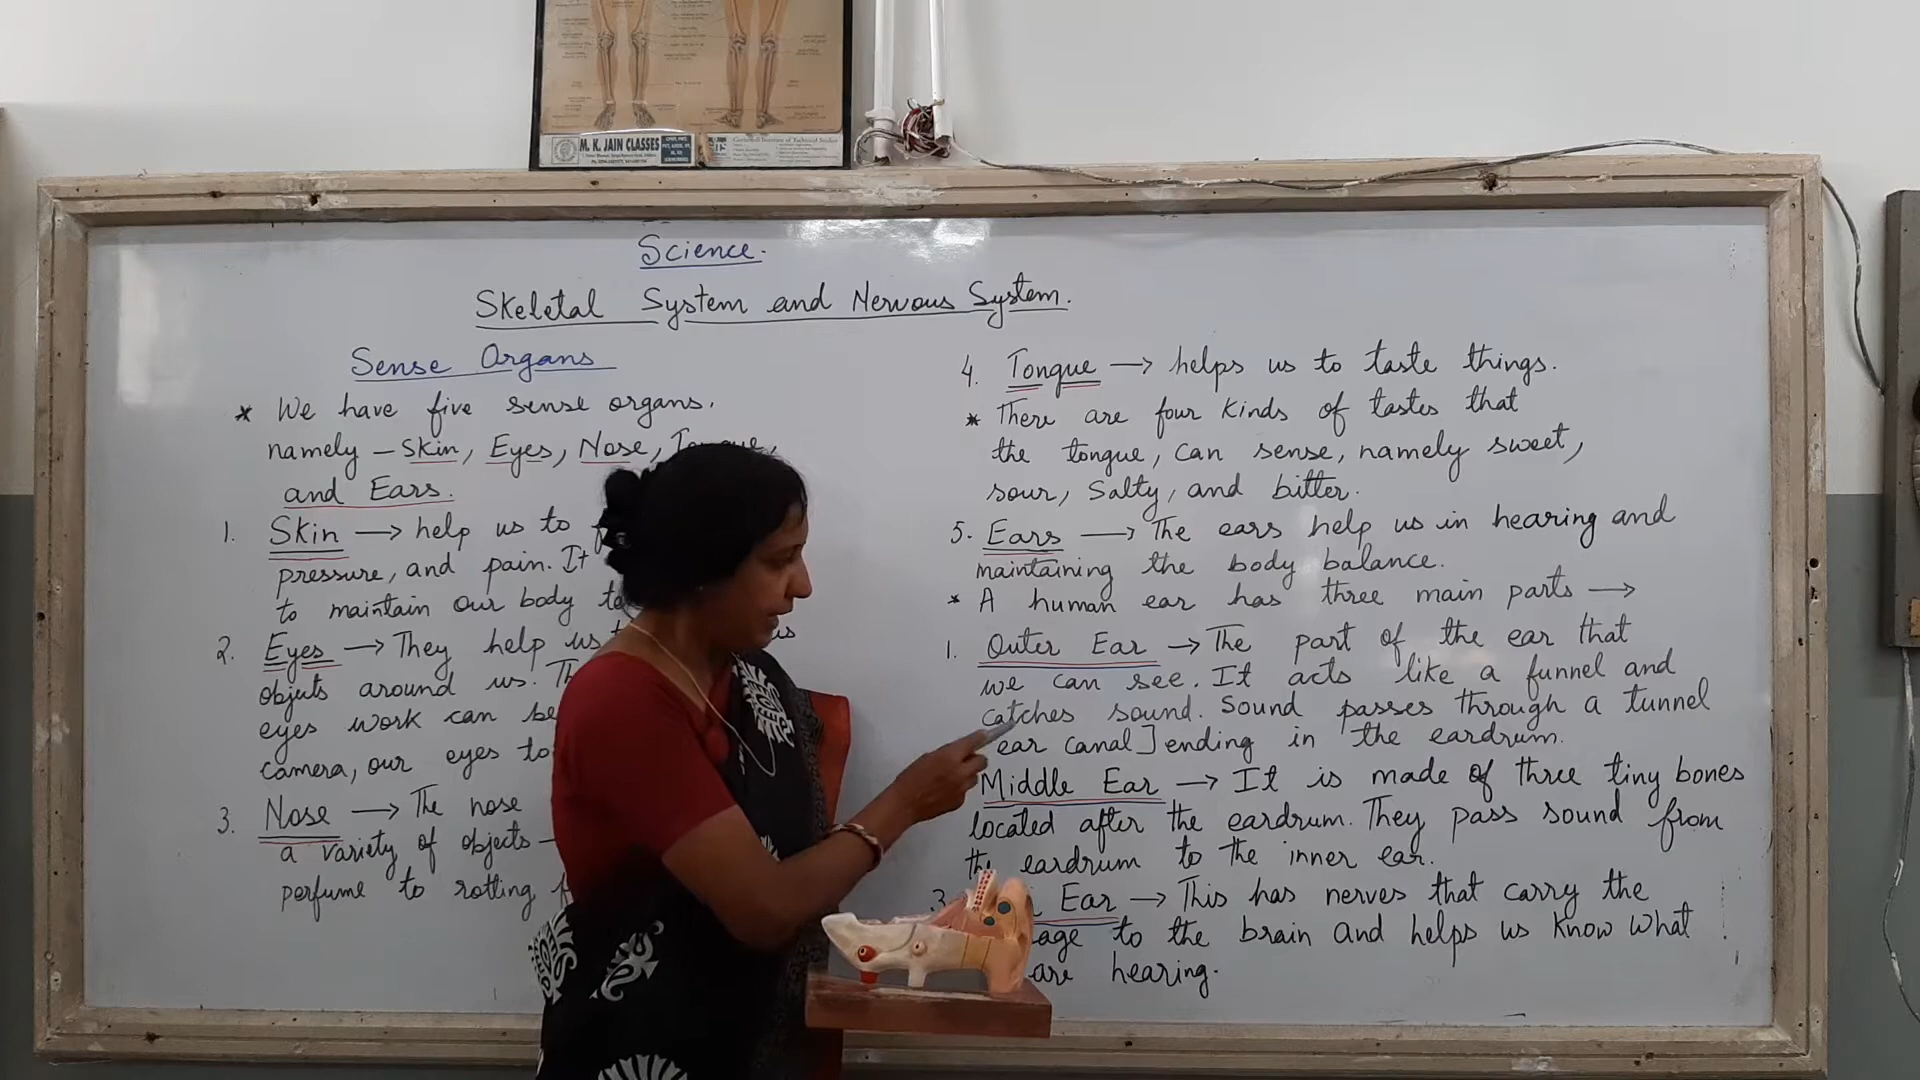 M. K. JAIN CLASSES
Science.
Skeletal System and Nervous System.
Sense Organs
* We have five sense organs.
namely – Skin, Eyes, Nose,
and Ears.
1. Skin → help us to
pressure, and pain. It
to maintain our body
2. Eyes → They help us
objects around us.
eyes work can be
camera, our eyes
3. Nose → The nose
a variety of objects –
perfume to rotting
4. Tongue → helps us to taste things.
* There are four kinds of tastes that
the tongue, can sense, namely sweet,
sour, Salty, and bitter.
5. Ears → The ears help us in hearing and
maintaining the body balance.
* A human ear has three main parts →
1. Outer Ear → The part of the ear that
we can see. It acts like a funnel and
catches sound. Sound passes through a tunnel
ear canal] ending in the eardrum.
Middle Ear → It is made of three tiny bones
located after the eardrum. They pass sound from
the eardrum to the inner ear.
3. Ear → This has nerves that carry the
to the brain and helps us know what
are hearing.